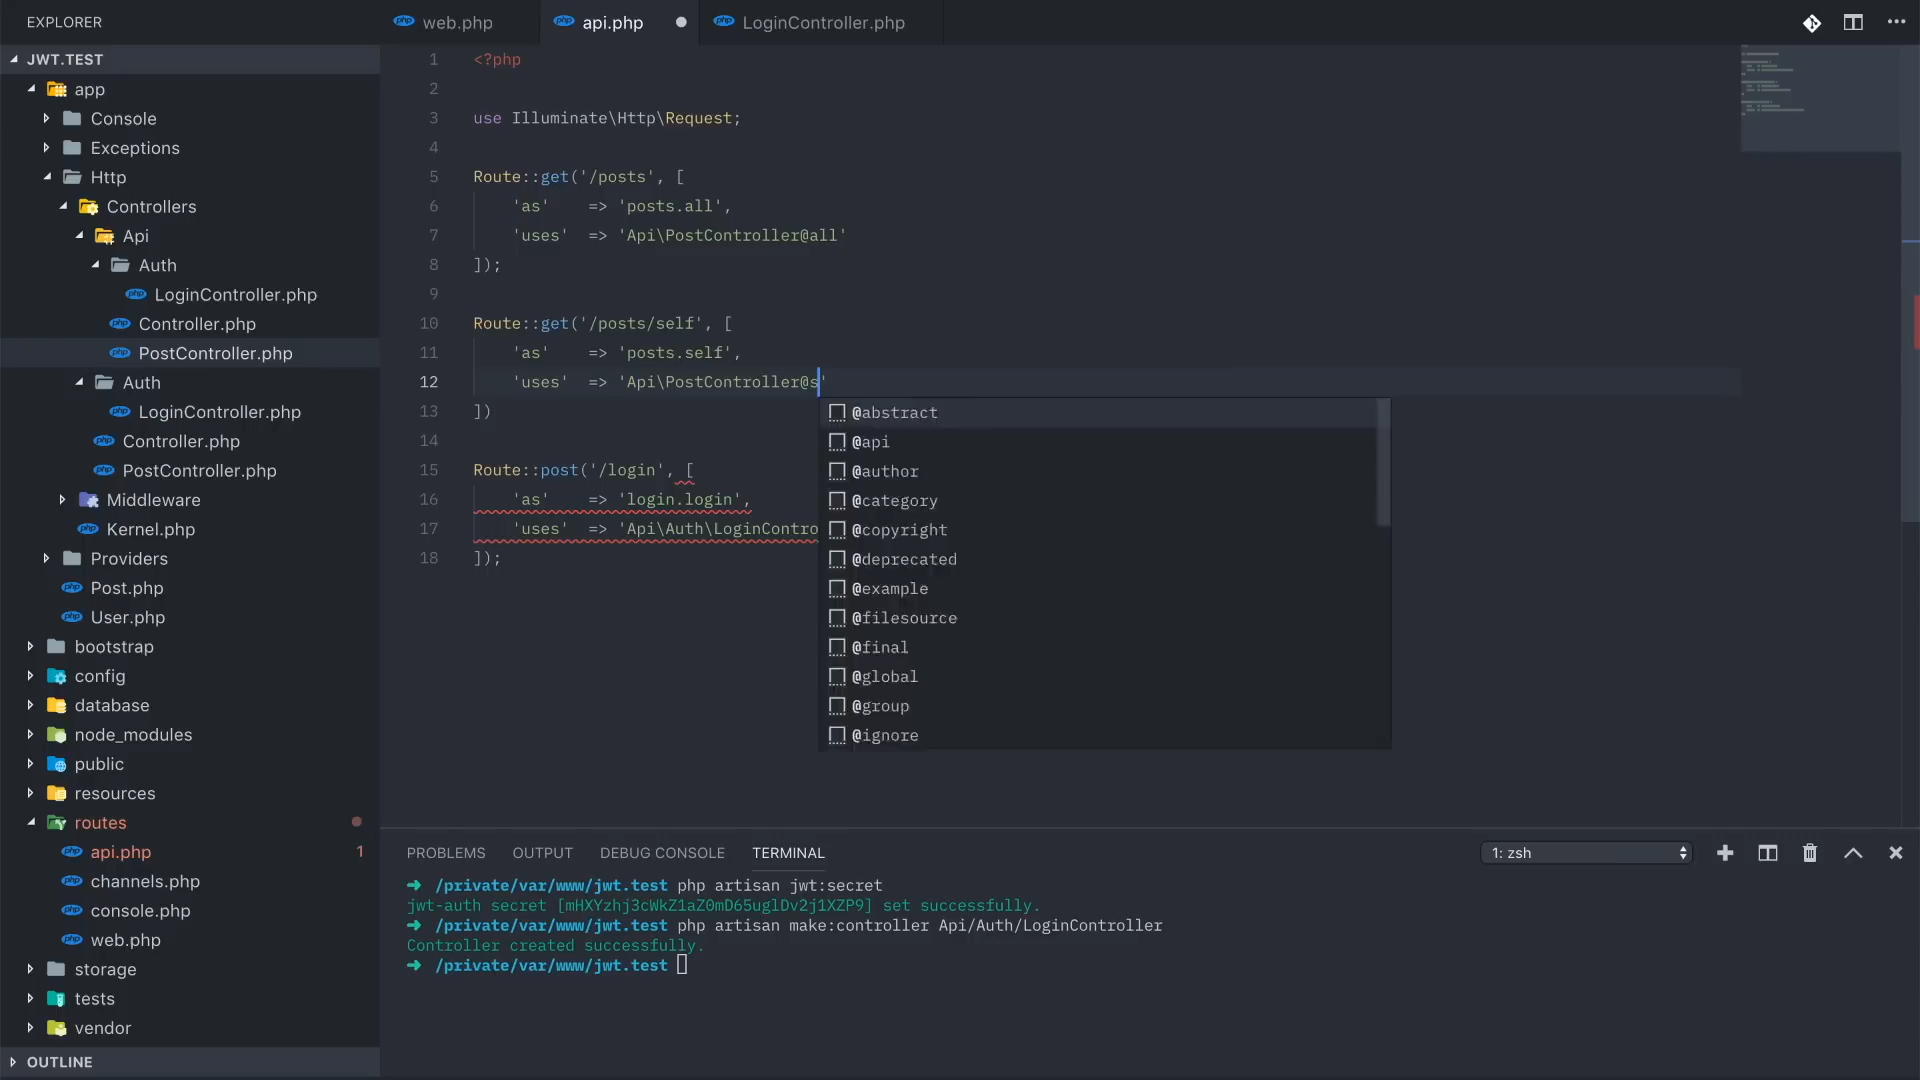 EXPLORER
web.php
api.php
LoginController.php
JWT.TEST
app
Console
Exceptions
Http
Controllers
Api
Auth
LoginController.php
Controller.php
PostController.php
Auth
LoginController.php
Controller.php
PostController.php
Middleware
Kernel.php
Providers
Post.php
User.php
bootstrap
config
database
node_modules
public
resources
routes
api.php 1
channels.php
console.php
web.php
storage
tests
vendor
OUTLINE
1 <?php
2
3 use Illuminate\Http\Request;
4
5 Route::get('/posts', [
6 'as' => 'posts.all',
7 'uses' => 'Api\PostController@all'
8 ]);
9
10 Route::get('/posts/self', [
11 'as' => 'posts.self',
12 'uses' => 'Api\PostController@s'
13 ])
14
15 Route::post('/login', [
16 'as' => 'login.login',
17 'uses' => 'Api\Auth\LoginContro
18 ]);
@abstract
@api
@author
@category
@copyright
@deprecated
@example
@filesource
@final
@global
@group
@ignore
PROBLEMS OUTPUT DEBUG CONSOLE TERMINAL 1: zsh
➜ /private/var/www/jwt.test php artisan jwt:secret
jwt-auth secret [mHXYzhj3cWkZ1aZ0mD65uglDv2j1XZP9] set successfully.
➜ /private/var/www/jwt.test php artisan make:controller Api/Auth/LoginController
Controller created successfully.
➜ /private/var/www/jwt.test